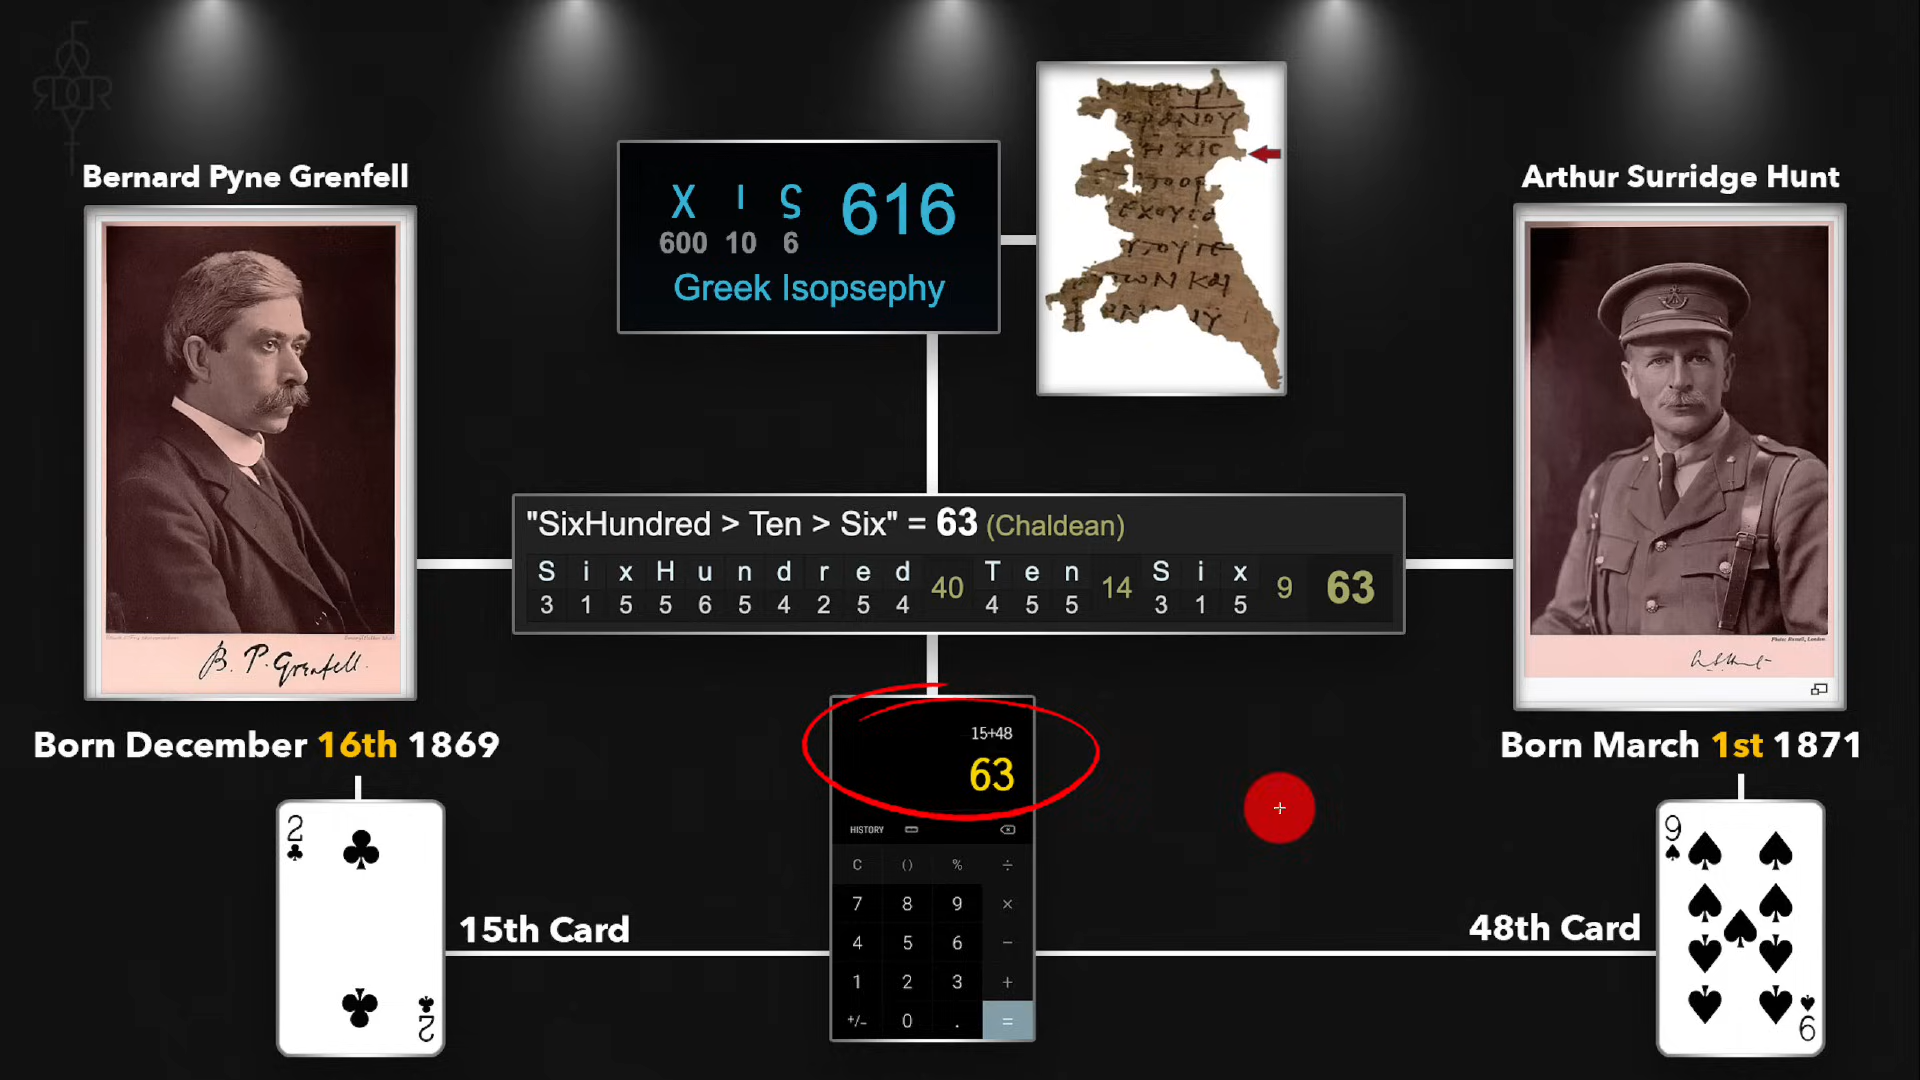 Bernard Pyne Grenfell
B. P. Grenfell.
Born December 16th 1869
2
2
15th Card
Χ Ι Ϛ 616
600 10 6
Greek Isopsephy
Η ΧΙϹ
"SixHundred > Ten > Six" = 63 (Chaldean)
S i x H u n d r e d 40 T e n 14 S i x 9 63
3 1 5 5 6 5 4 2 5 4 4 5 5 3 1 5
15+48
63
HISTORY
C ( ) % ÷
7 8 9 ×
4 5 6 −
1 2 3 +
+/− 0 . =
Arthur Surridge Hunt
Born March 1st 1871
48th Card
9
9